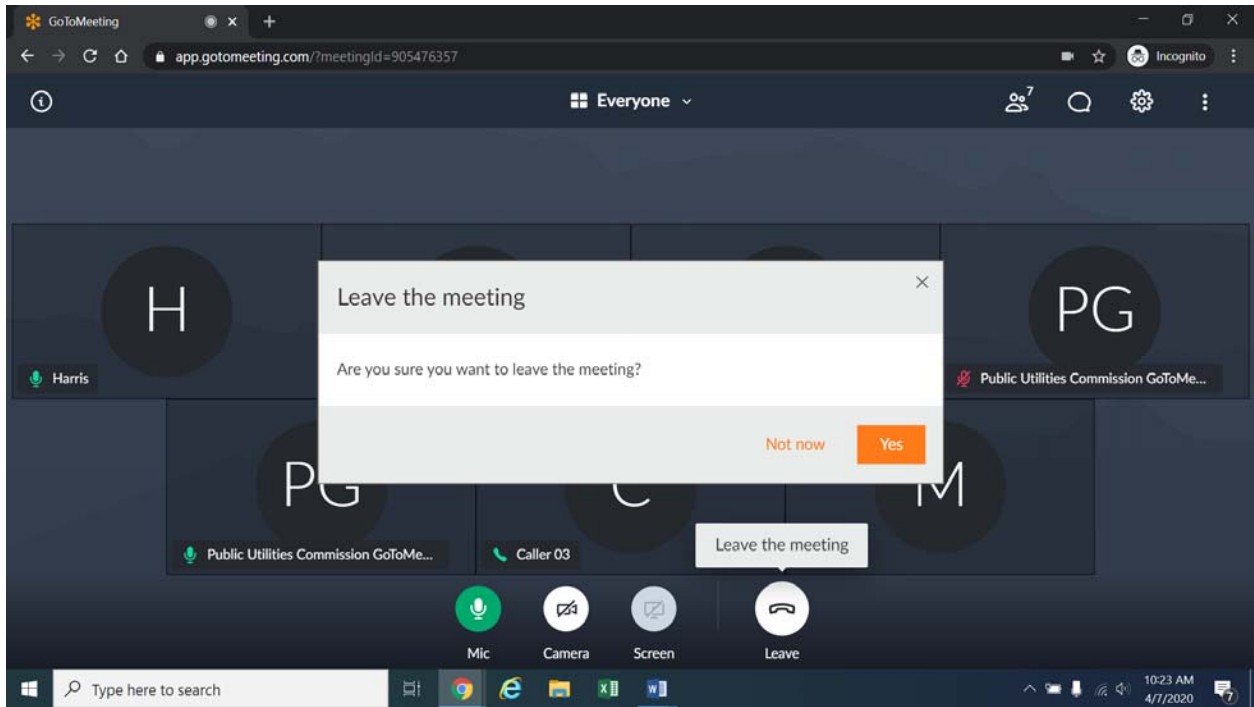 GoToMeeting
app.gotomeeting.com/?meetingId=905476357
Incognito
Everyone
7
H
PG
Leave the meeting
Are you sure you want to leave the meeting?
Not now
Yes
Harris
Public Utilities Commission GoToMe...
PG
C
M
Public Utilities Commission GoToMe...
Caller 03
Leave the meeting
Mic
Camera
Screen
Leave
Type here to search
10:23 AM
4/7/2020
7